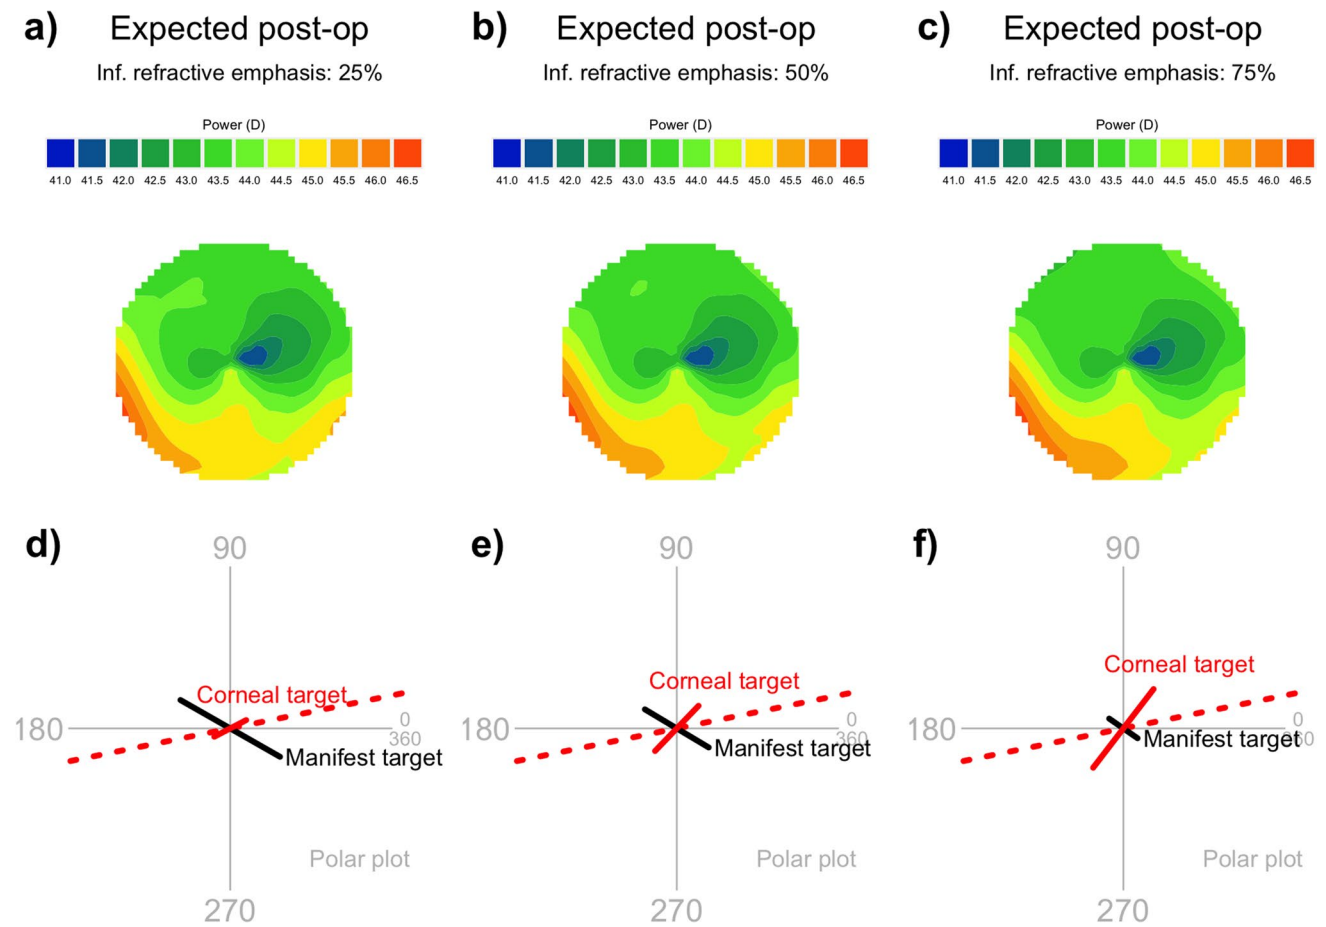 a) Expected post-op
Inf. refractive emphasis: 25%
Power (D)
41.0 41.5 42.0 42.5 43.0 43.5 44.0 44.5 45.0 45.5 46.0 46.5
b) Expected post-op
Inf. refractive emphasis: 50%
Power (D)
41.0 41.5 42.0 42.5 43.0 43.5 44.0 44.5 45.0 45.5 46.0 46.5
c) Expected post-op
Inf. refractive emphasis: 75%
Power (D)
41.0 41.5 42.0 42.5 43.0 43.5 44.0 44.5 45.0 45.5 46.0 46.5
d)
90
Corneal target
180
0
360
Manifest target
Polar plot
270
e)
90
Corneal target
180
0
360
Manifest target
Polar plot
270
f)
90
Corneal target
180
0
360
Manifest target
Polar plot
270